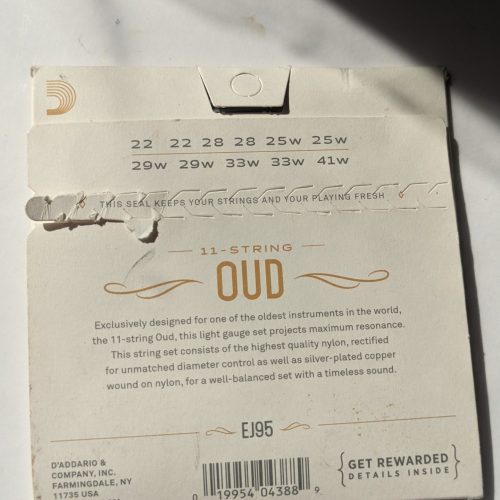 22 22 28 28 25w 25w
29w 29w 33w 33w 41w
THIS SEAL KEEPS YOUR STRINGS AND YOUR PLAYING FRESH
11-STRING
OUD
Exclusively designed for one of the oldest instruments in the world,
the 11-string Oud, this light gauge set projects maximum resonance.
This string set consists of the highest quality nylon, rectified
for unmatched diameter control as well as silver-plated copper
wound on nylon, for a well-balanced set with a timeless sound.
EJ95
D'ADDARIO &
COMPANY, INC.
FARMINGDALE, NY
11735 USA
GET REWARDED
DETAILS INSIDE
0 19954 04388 9